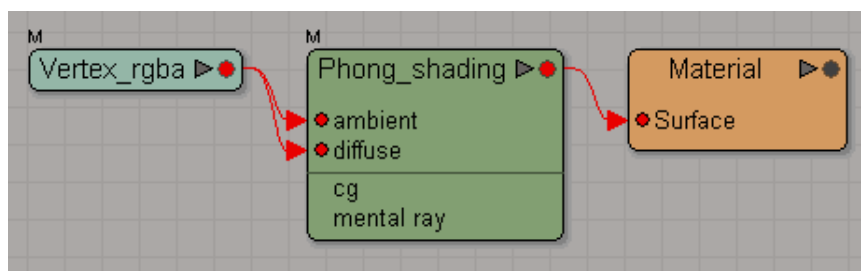 M
Vertex_rgba
M
Phong_shading
ambient
diffuse
cg
mental ray
Material
Surface